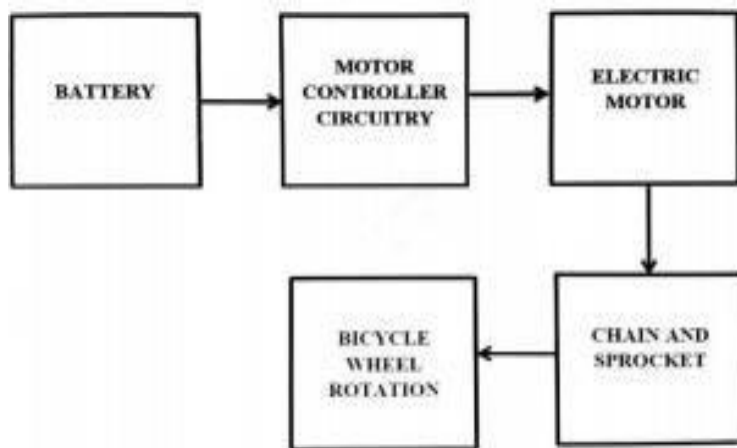 BATTERY
MOTOR
CONTROLLER
CIRCUITRY
ELECTRIC
MOTOR
CHAIN AND
SPROCKET
BICYCLE
WHEEL
ROTATION